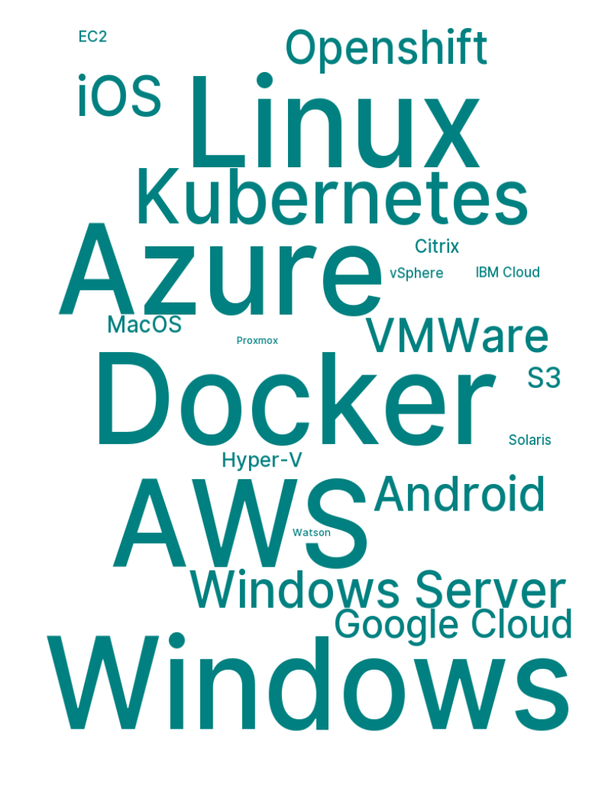 EC2
Openshift
iOS
Linux
Kubernetes
Azure
Citrix
vSphere
IBM Cloud
MacOS
VMWare
Proxmox
Docker
S3
Solaris
Hyper-V
AWS
Android
Watson
Windows Server
Google Cloud
Windows